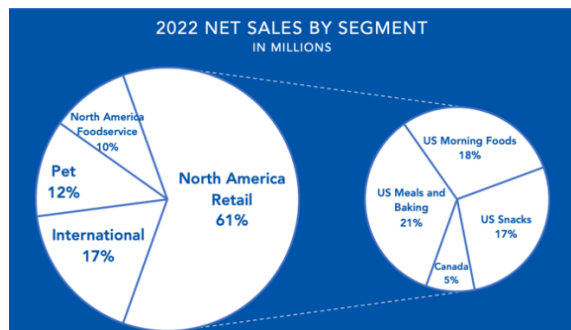 2022 NET SALES BY SEGMENT
IN MILLIONS
North America
Foodservice
10%
Pet
12%
International
17%
North America
Retail
61%
US Morning Foods
18%
US Meals and
Baking
21%
US Snacks
17%
Canada
5%